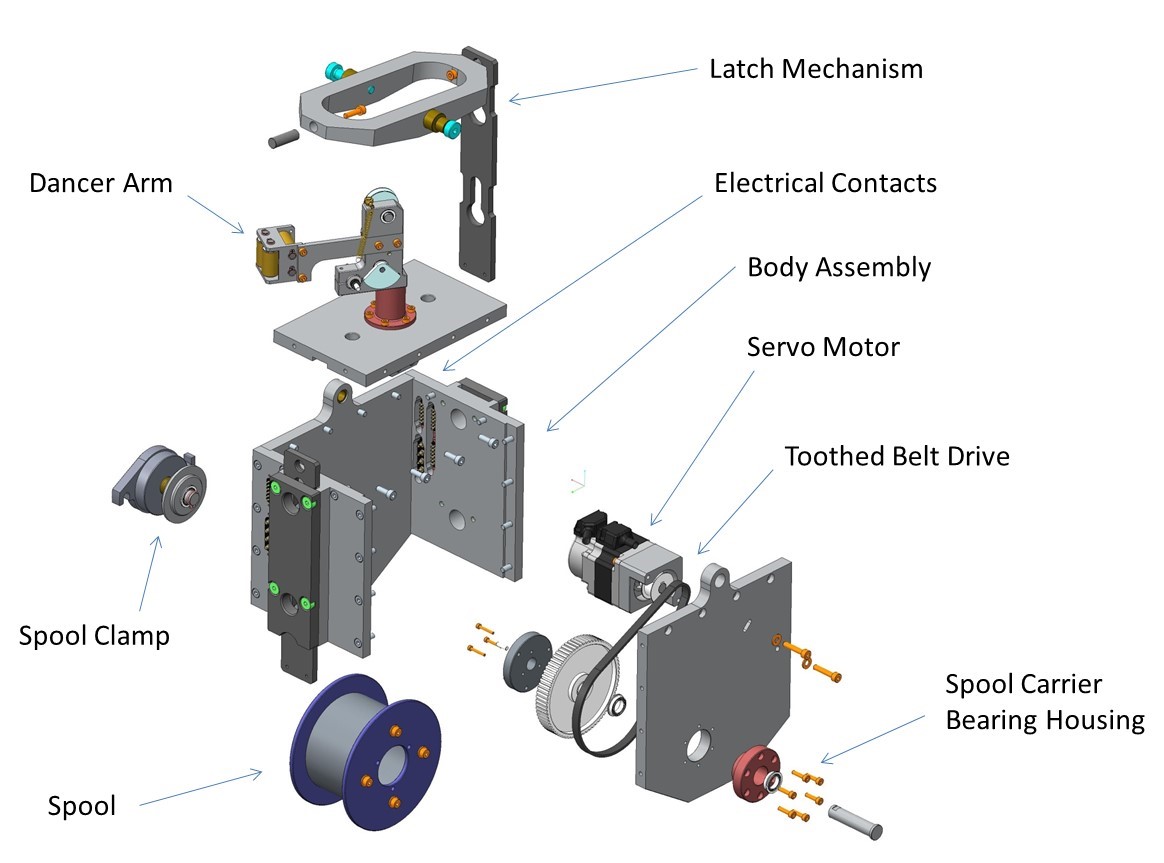 Latch Mechanism
Dancer Arm
Electrical Contacts
Body Assembly
Servo Motor
Toothed Belt Drive
Spool Clamp
Spool Carrier
Bearing Housing
Spool